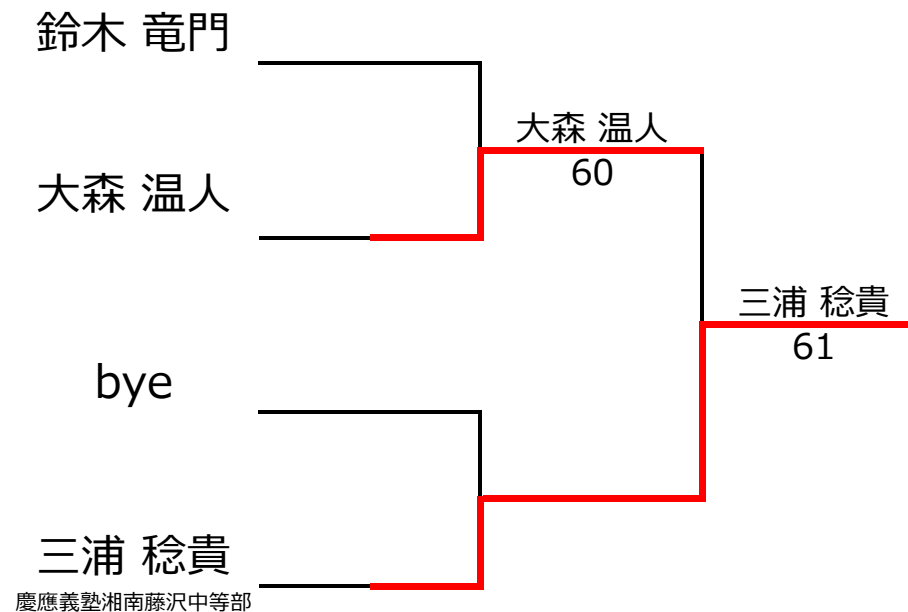 鈴木 竜門
大森 温人
60
大森 温人
三浦 稔貴
61
bye
三浦 稔貴
慶應義塾湘南藤沢中等部